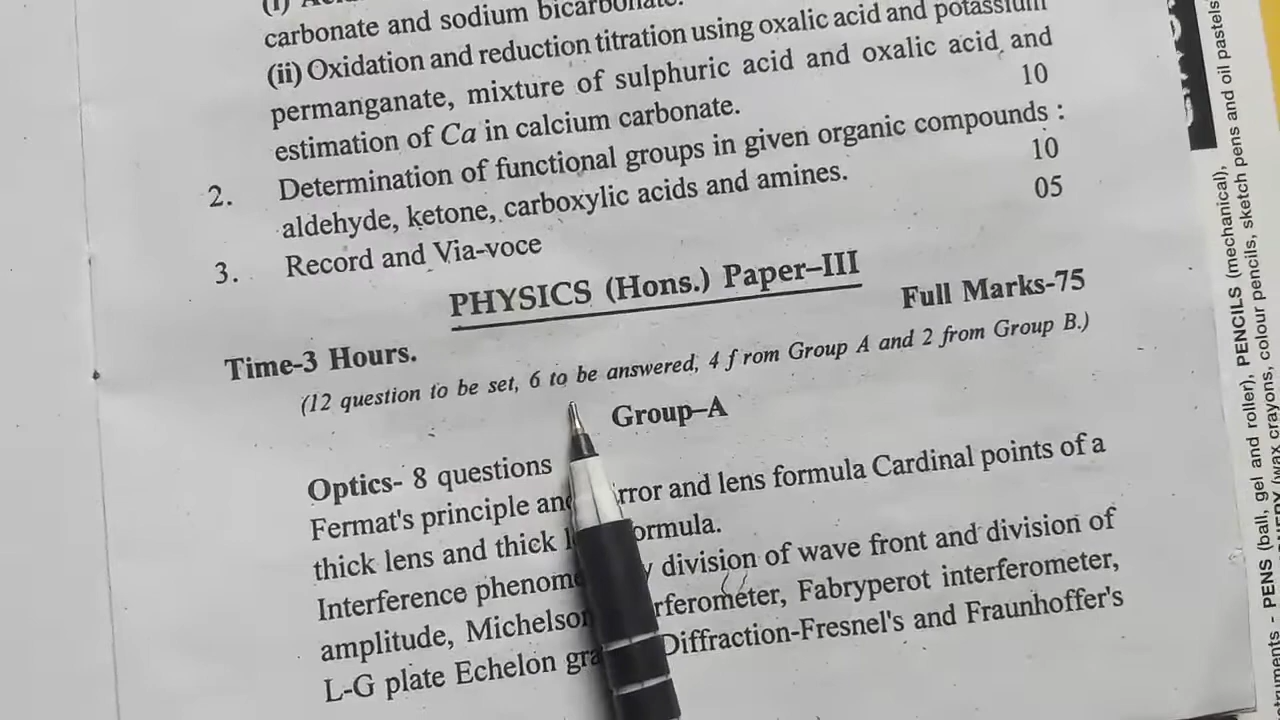 carbonate and sodium bicarbonate.
(ii) Oxidation and reduction titration using oxalic acid and potassium
permanganate, mixture of sulphuric acid and oxalic acid and
estimation of Ca in calcium carbonate. 10
2. Determination of functional groups in given organic compounds :
aldehyde, ketone, carboxylic acids and amines. 10
3. Record and Via-voce 05
PHYSICS (Hons.) Paper–III
Time-3 Hours. Full Marks-75
(12 question to be set, 6 to be answered, 4 from Group A and 2 from Group B.)
Group–A
Optics- 8 questions
Fermat's principle and rror and lens formula Cardinal points of a
thick lens and thick l ormula.
Interference phenome y division of wave front and division of
amplitude, Michelson rferometer, Fabryperot interferometer,
L-G plate Echelon gra Diffraction-Fresnel's and Fraunhoffer's
truments - PENS (ball, gel and roller), PENCILS (mechanical),
(wax crayons, colour pencils, sketch pens and oil pastels